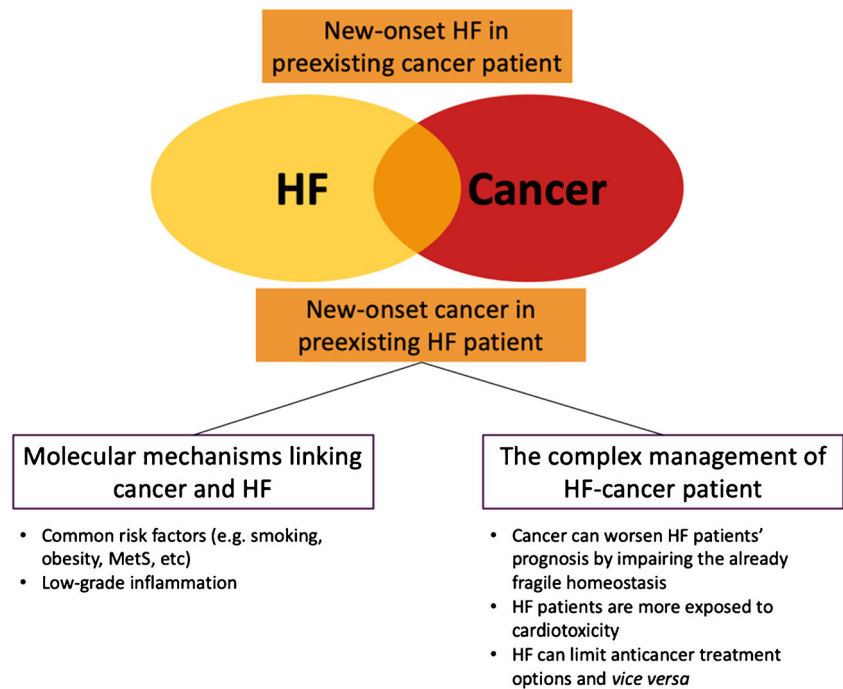 New-onset HF in
preexisting cancer patient
HF
Cancer
New-onset cancer in
preexisting HF patient
Molecular mechanisms linking
cancer and HF
• Common risk factors (e.g. smoking,
obesity, MetS, etc)
• Low-grade inflammation
The complex management of
HF-cancer patient
• Cancer can worsen HF patients’
prognosis by impairing the already
fragile homeostasis
• HF patients are more exposed to
cardiotoxicity
• HF can limit anticancer treatment
options and vice versa